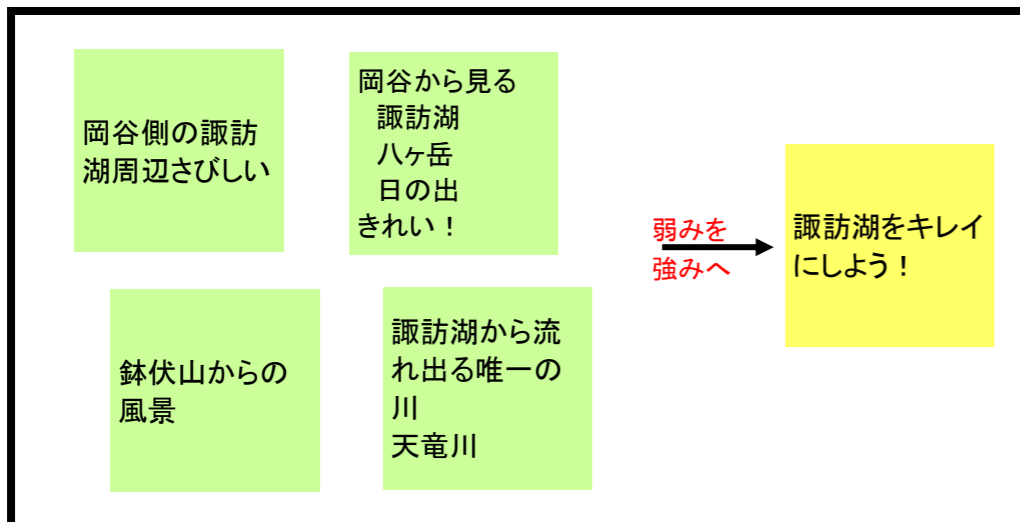 岡谷側の諏訪
湖周辺さびしい
岡谷から見る
諏訪湖
八ヶ岳
日の出
きれい！
鉢伏山からの
風景
諏訪湖から流
れ出る唯一の
川
天竜川
弱みを
強みへ
諏訪湖をキレイ
にしよう！